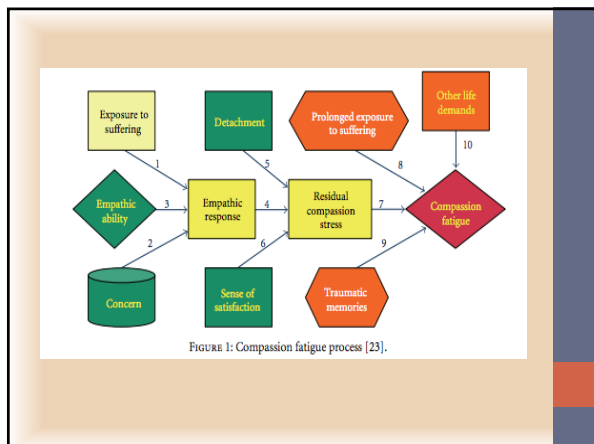 Exposure to
suffering
Detachment
Prolonged exposure
to suffering
Other life
demands
1
5
8
10
Empathic
ability
3
Empathic
response
4
Residual
compassion
stress
7
Compassion
fatigue
2
6
9
Concern
Sense of
satisfaction
Traumatic
memories
FIGURE 1: Compassion fatigue process [23].